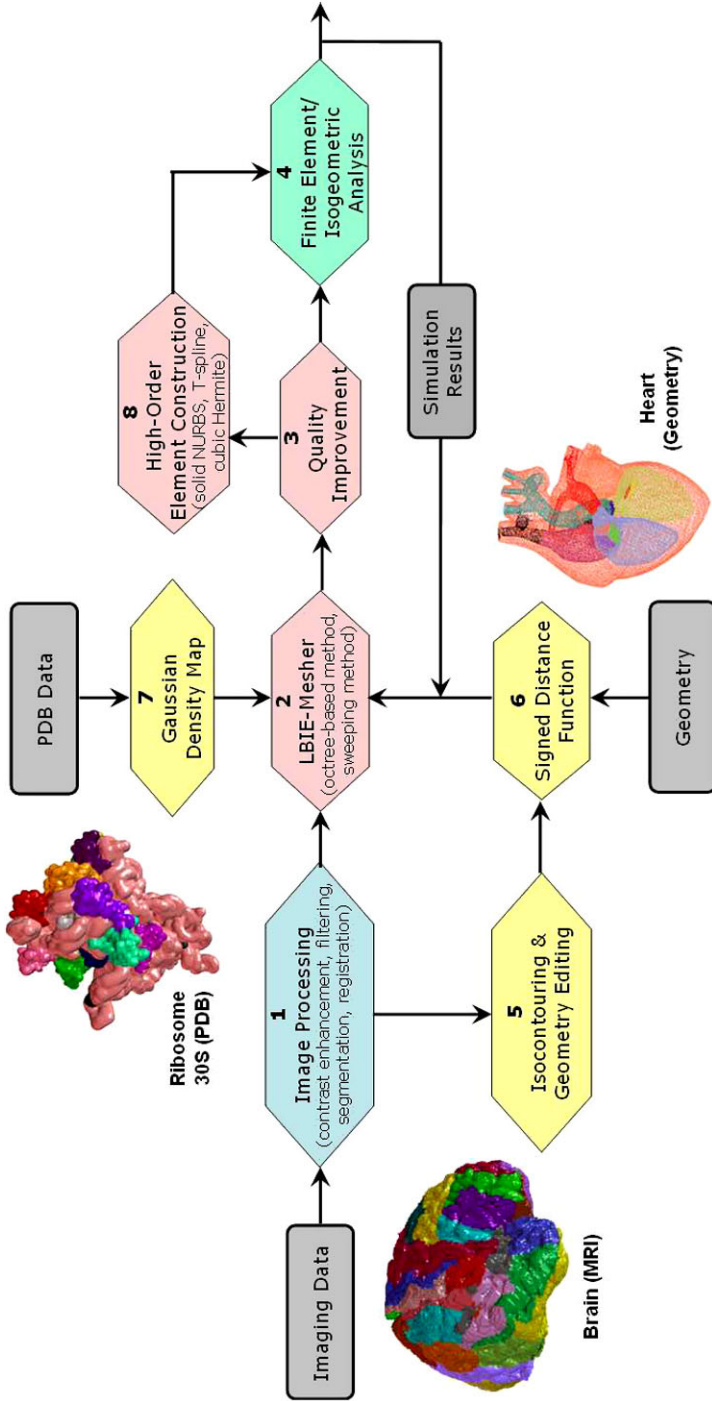 PDB Data
7
Gaussian
Density Map
Ribosome
30S (PDB)
8
High-Order
Element Construction
(solid NURBS, T-spline,
cubic Hermite)
Imaging Data
1
Image Processing
(contrast enhancement, filtering,
segmentation, registration)
2
LBIE-Mesher
(octree-based method,
sweeping method)
3
Quality
Improvement
4
Finite Element/
Isogeometric
Analysis
Brain (MRI)
5
Isocontouring &
Geometry Editing
6
Signed Distance
Function
Simulation
Results
Geometry
Heart
(Geometry)